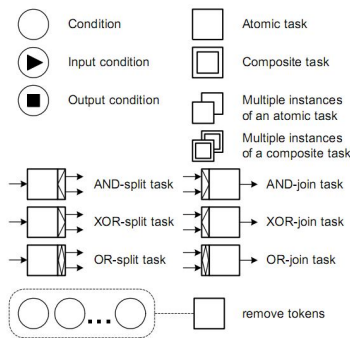 Condition
Atomic task
Input condition
Composite task
Output condition
Multiple instances
of an atomic task
Multiple instances
of a composite task
AND-split task
AND-join task
XOR-split task
XOR-join task
OR-split task
OR-join task
remove tokens